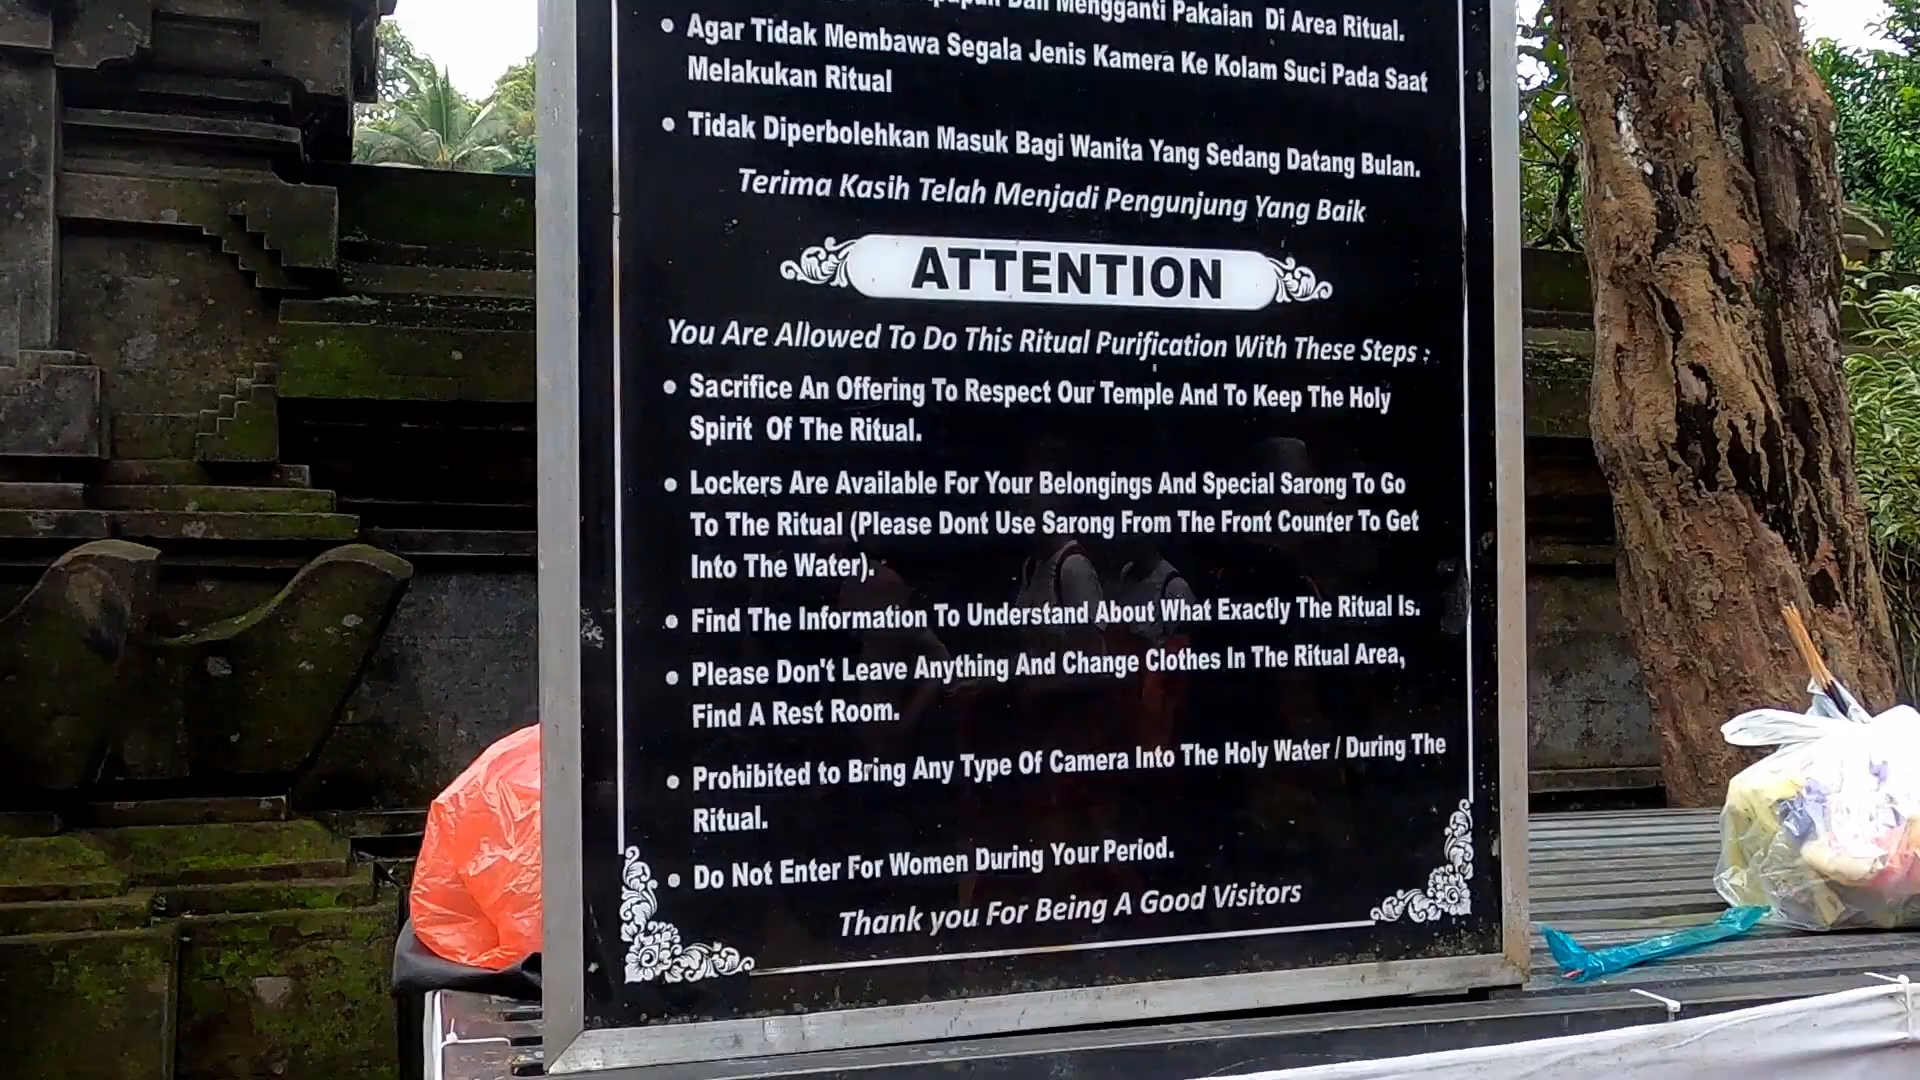 Dan Mengganti Pakaian Di Area Ritual.
• Agar Tidak Membawa Segala Jenis Kamera Ke Kolam Suci Pada Saat
Melakukan Ritual
• Tidak Diperbolehkan Masuk Bagi Wanita Yang Sedang Datang Bulan.
Terima Kasih Telah Menjadi Pengunjung Yang Baik
ATTENTION
You Are Allowed To Do This Ritual Purification With These Steps :
• Sacrifice An Offering To Respect Our Temple And To Keep The Holy
Spirit Of The Ritual.
• Lockers Are Available For Your Belongings And Special Sarong To Go
To The Ritual (Please Dont Use Sarong From The Front Counter To Get
Into The Water).
• Find The Information To Understand About What Exactly The Ritual Is.
• Please Don't Leave Anything And Change Clothes In The Ritual Area,
Find A Rest Room.
• Prohibited to Bring Any Type Of Camera Into The Holy Water / During The
Ritual.
• Do Not Enter For Women During Your Period.
Thank you For Being A Good Visitors